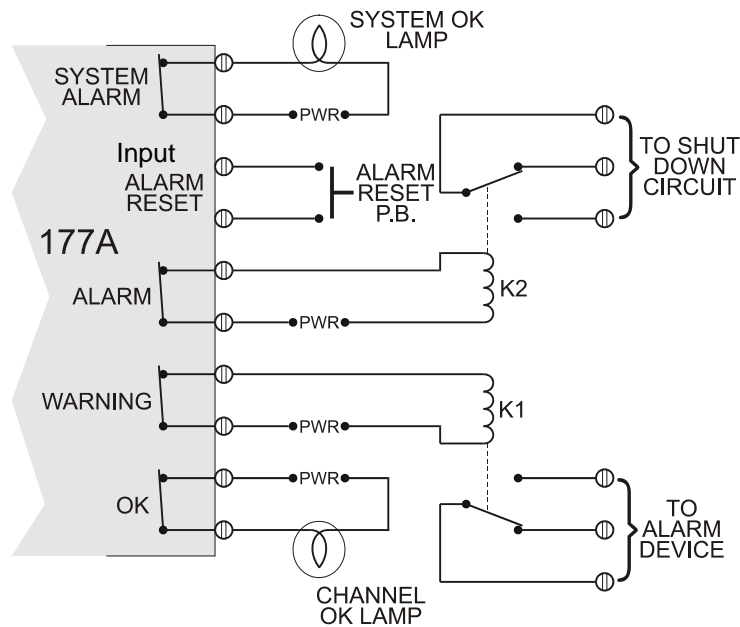 SYSTEM OK
LAMP
SYSTEM
ALARM
PWR
Input
ALARM
RESET
ALARM
RESET
P.B.
TO SHUT
DOWN
CIRCUIT
177A
ALARM
PWR
K2
WARNING
PWR
K1
OK
PWR
CHANNEL
OK LAMP
TO
ALARM
DEVICE